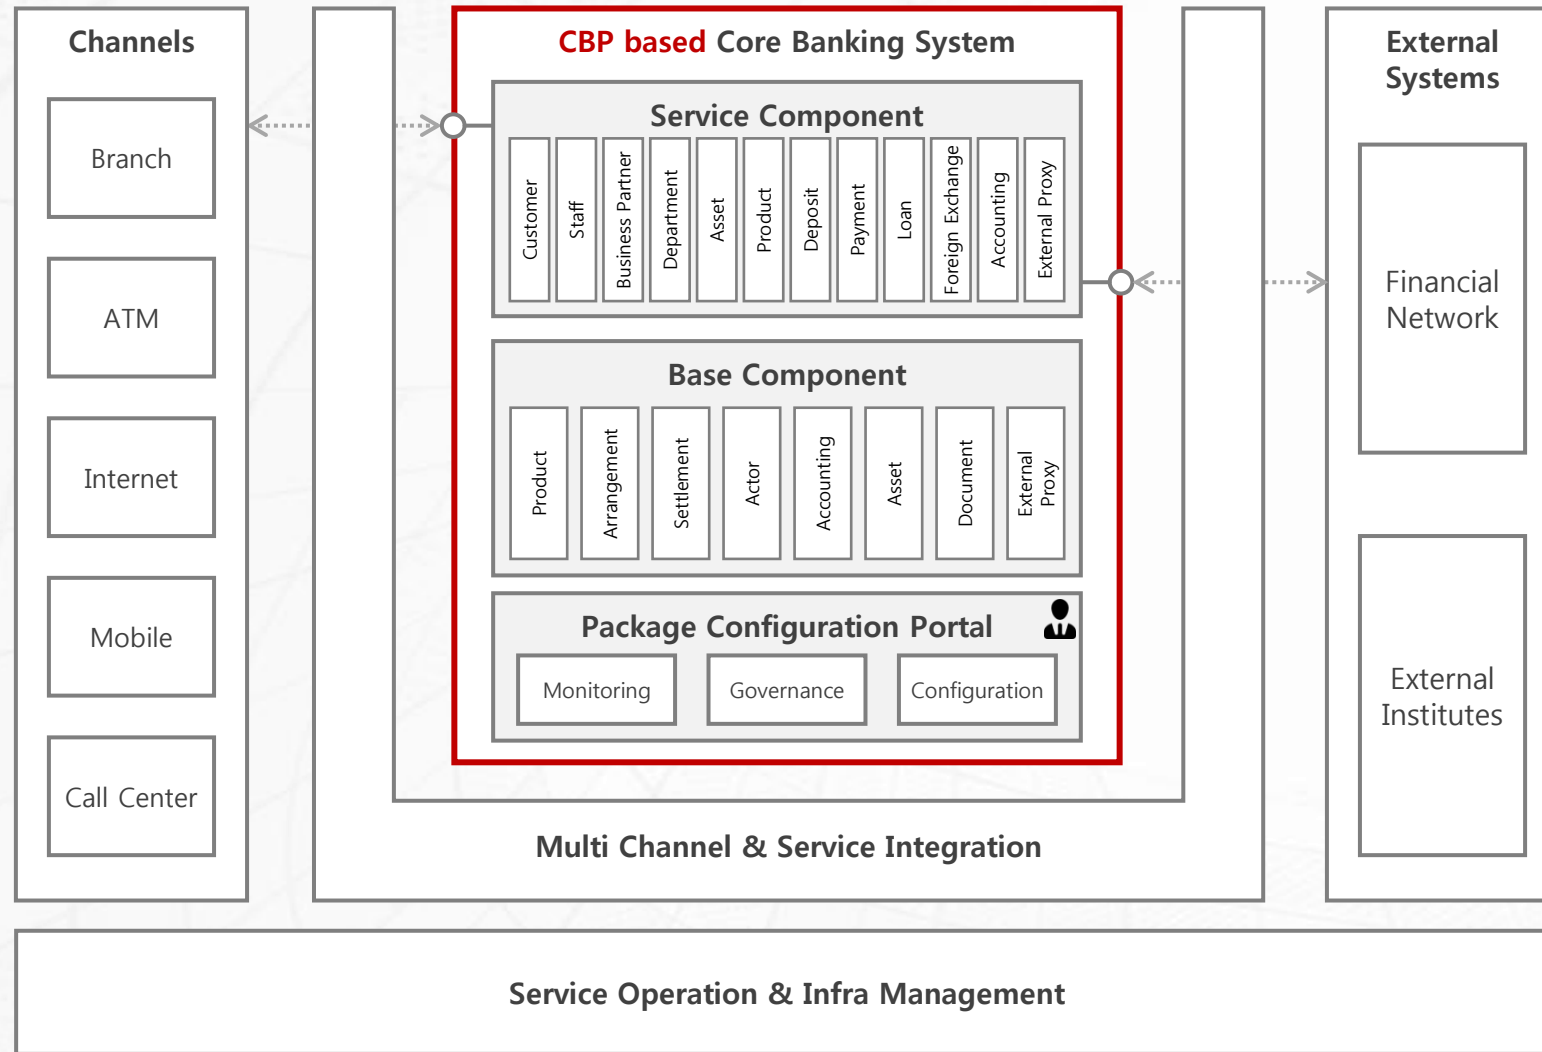 Channels
Branch
ATM
Internet
Mobile
Call Center
CBP based Core Banking System
Service Component
Customer
Staff
Business Partner
Department
Asset
Product
Deposit
Payment
Loan
Foreign Exchange
Accounting
External Proxy
Base Component
Product
Arrangement
Settlement
Actor
Accounting
Asset
Document
External
Proxy
Package Configuration Portal
Monitoring
Governance
Configuration
Multi Channel & Service Integration
External
Systems
Financial
Network
External
Institutes
Service Operation & Infra Management